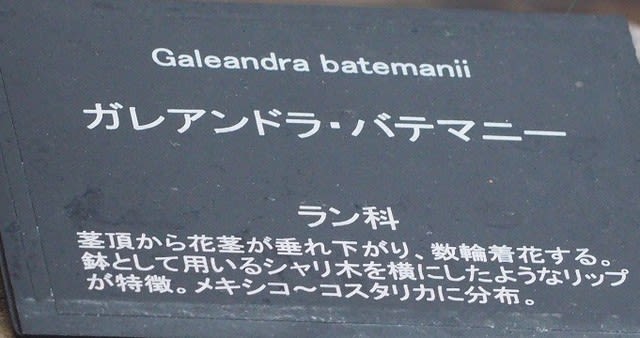 Galeandra batemanii
ガレアンドラ・バテマニー
ラン科
茎頂から花茎が垂れ下がり、数輪着花する。
鉢として用いるシャリ木を横にしたようなリップ
が特徴。メキシコ～コスタリカに分布。